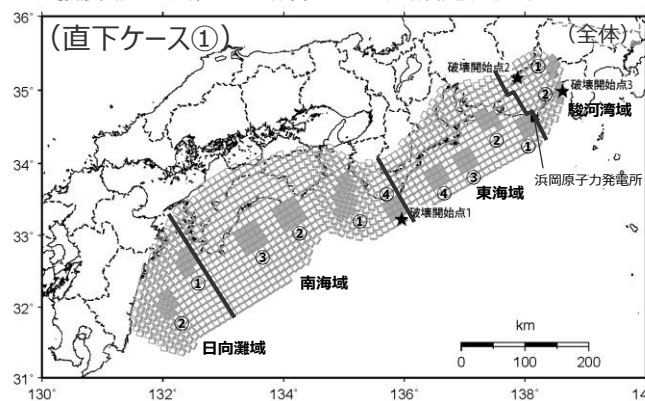 (直下ケース①)
(全体)
36°
35°
34°
33°
32°
31°
130
132
134
136
138
破壊開始点2
①
破壊開始点3
②
駿河湾域
②
①
浜岡原子力発電所
③
④
東海域
④
破壊開始点1
①
②
③
南海域
①
②
日向灘域
km
0
100
200